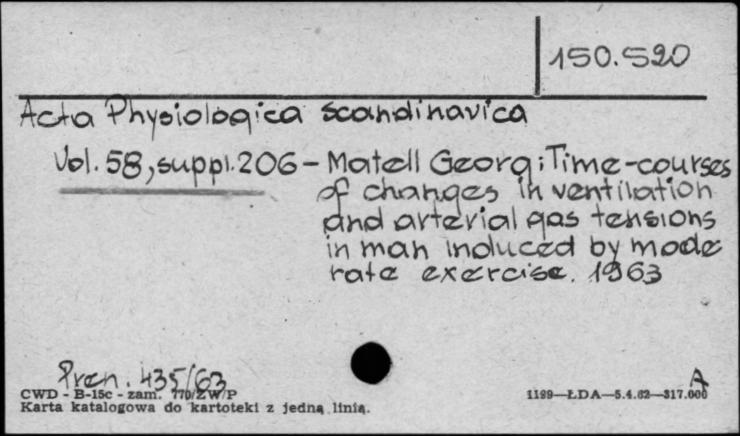 150.520
Acta Physiologica scandinavica
Vol. 58, suppl. 206 - Matell Georg: Time-courses
of changes in ventilation
and arterial gas tensions
in man induced by mode
rate exercise. 1963
Pren. 435/63
A
CWD - B-15c - zam. 770/ZW/P
1199—ŁDA—5.4.62—317.000
Karta katalogowa do kartoteki z jedną linią.